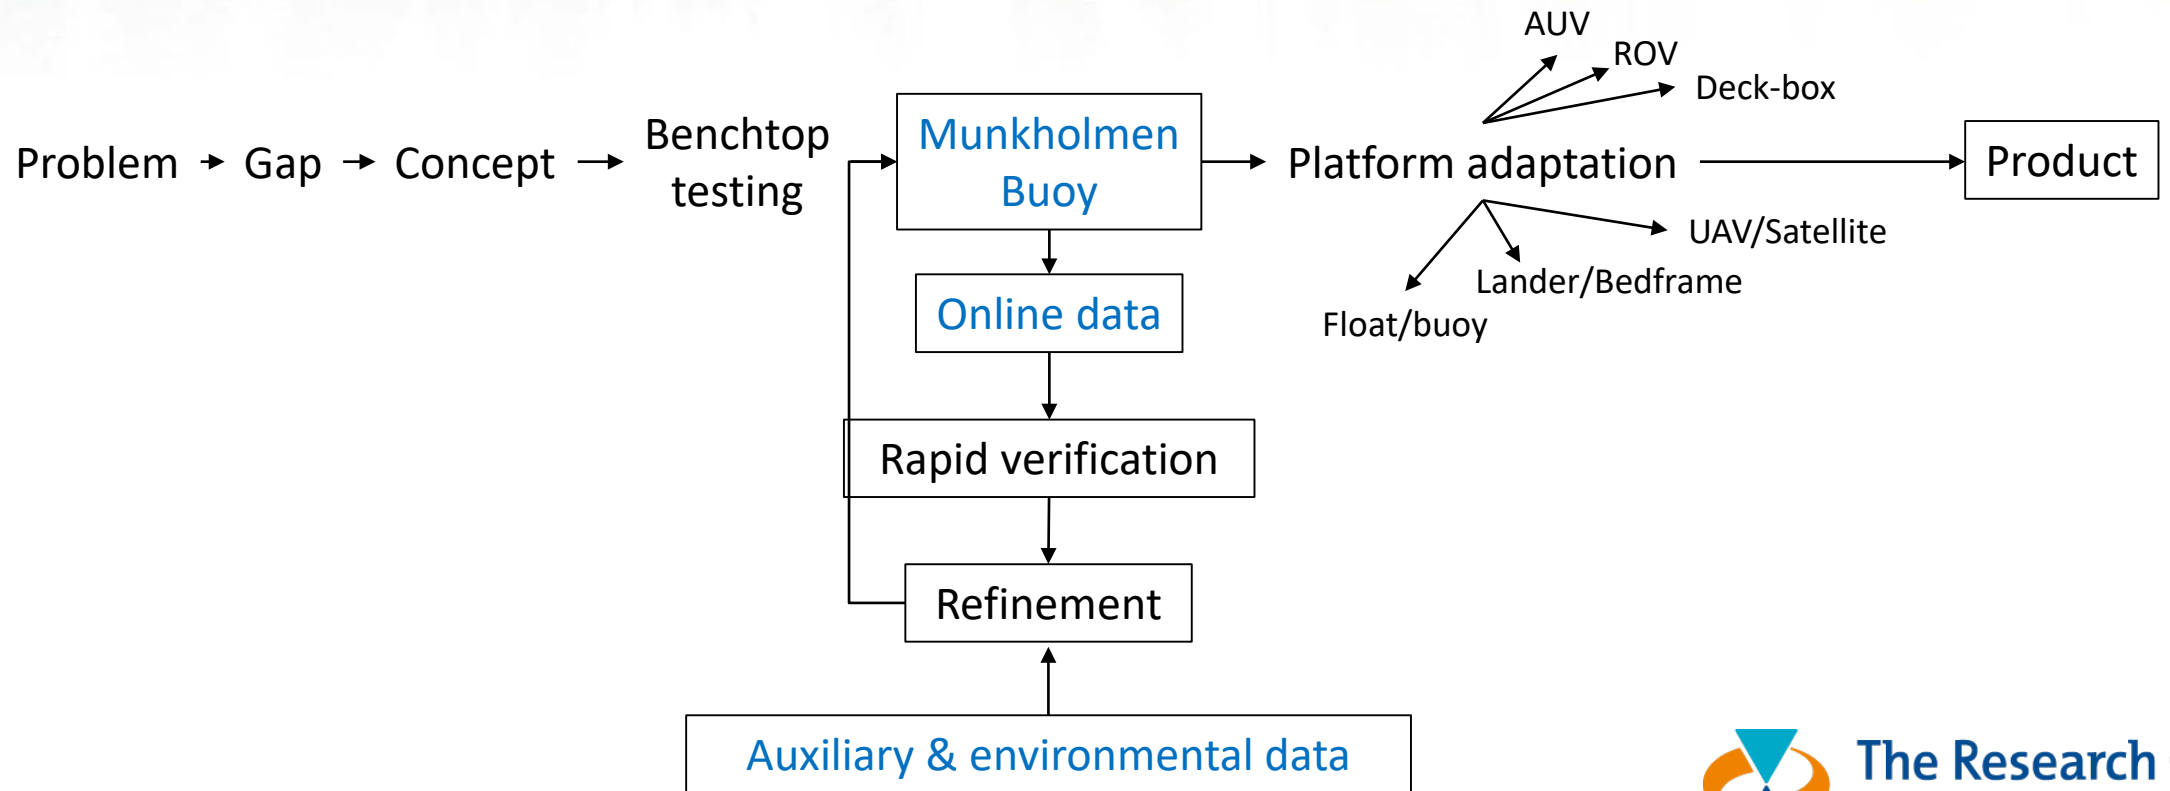 AUV
ROV
Deck-box
Problem
Gap
Concept
Benchtop
testing
Munkholmen
Buoy
Platform adaptation
Product
UAV/Satellite
Lander/Bedframe
Float/buoy
Online data
Rapid verification
Refinement
Auxiliary & environmental data
The Research